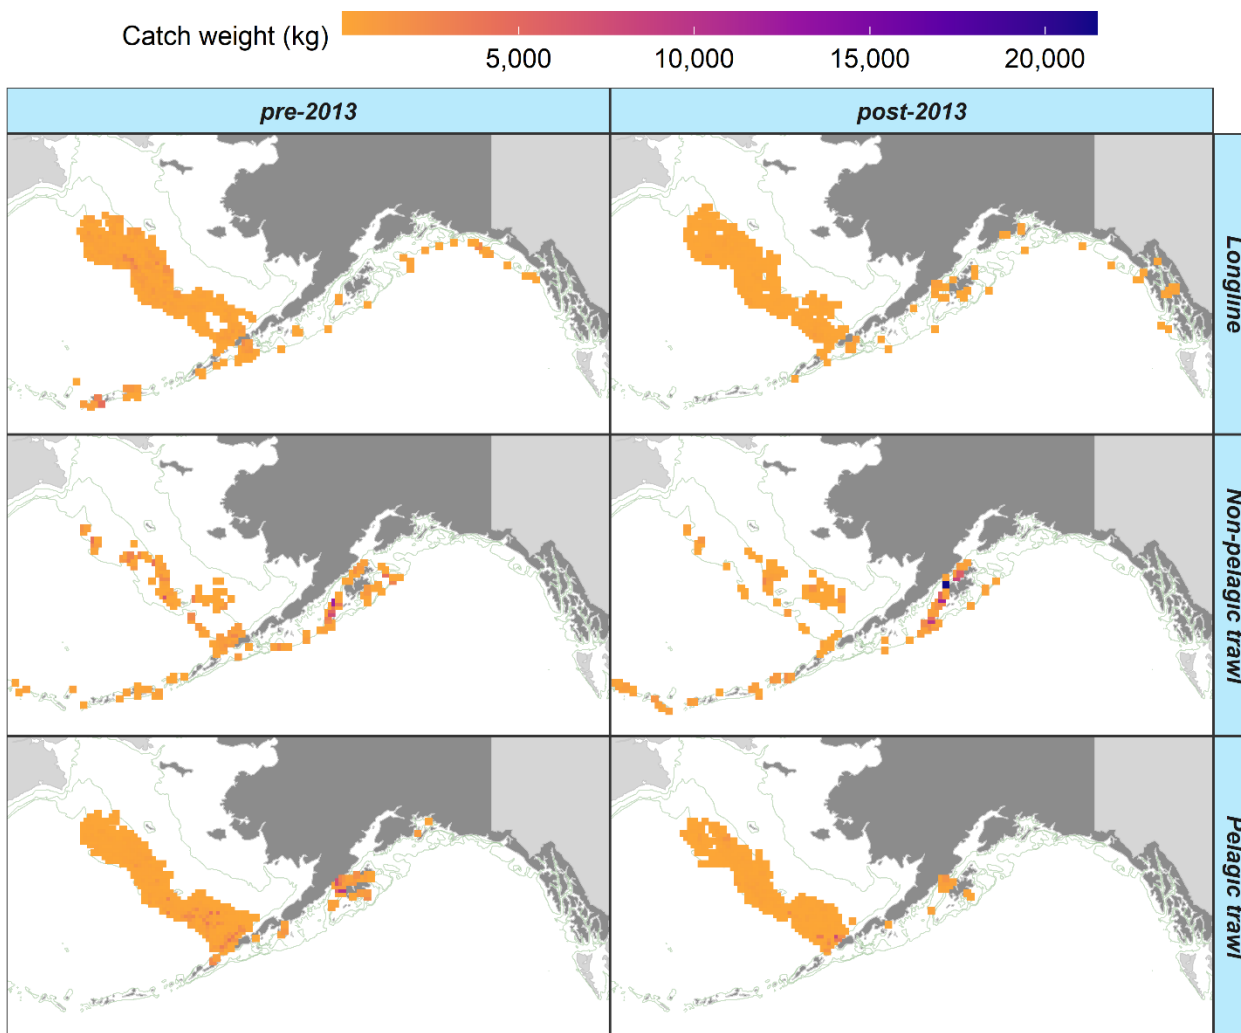 Catch weight (kg)
5,000 10,000 15,000 20,000
pre-2013 post-2013
Longline
Non-pelagic trawl
Pelagic trawl